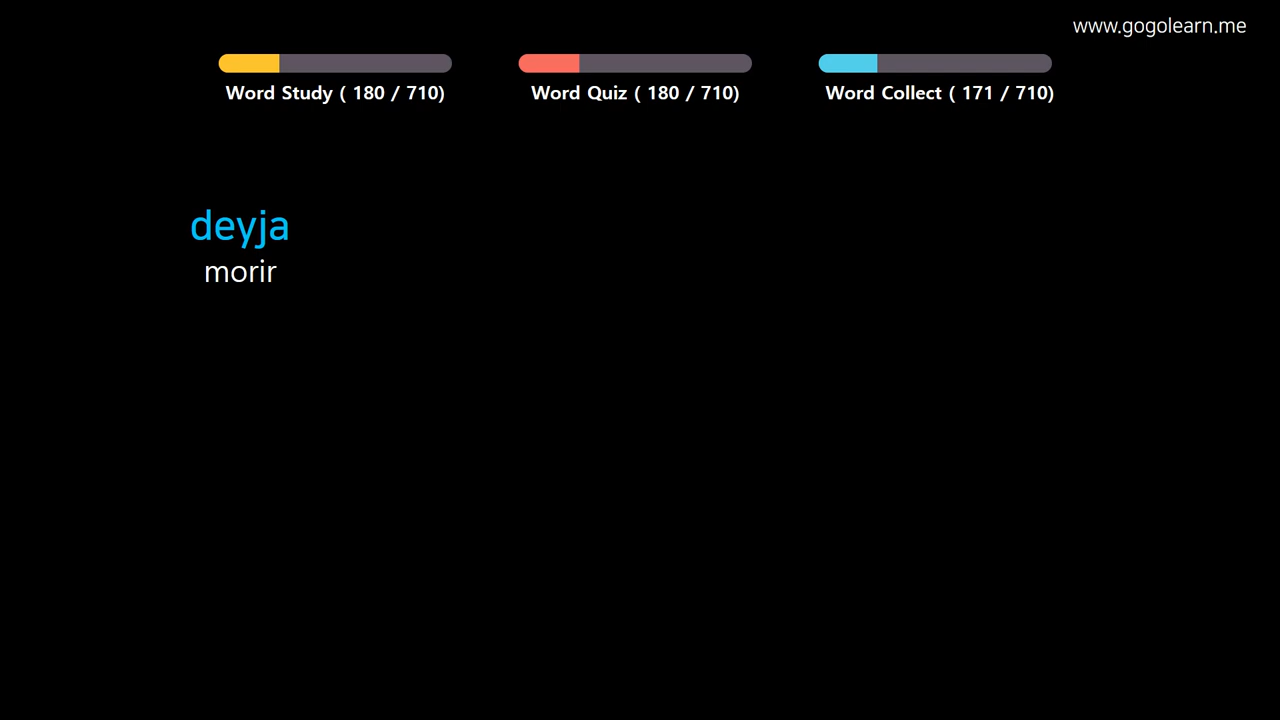 www.gogolearn.me
Word Study ( 180 / 710)
Word Quiz ( 180 / 710)
Word Collect ( 171 / 710)
deyja
morir